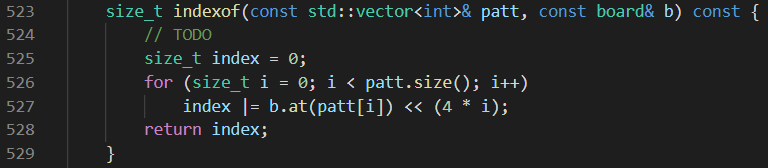 523 size_t indexof(const std::vector<int>& patt, const board& b) const {
524 // TODO
525 size_t index = 0;
526 for (size_t i = 0; i < patt.size(); i++)
527 index |= b.at(patt[i]) << (4 * i);
528 return index;
529 }